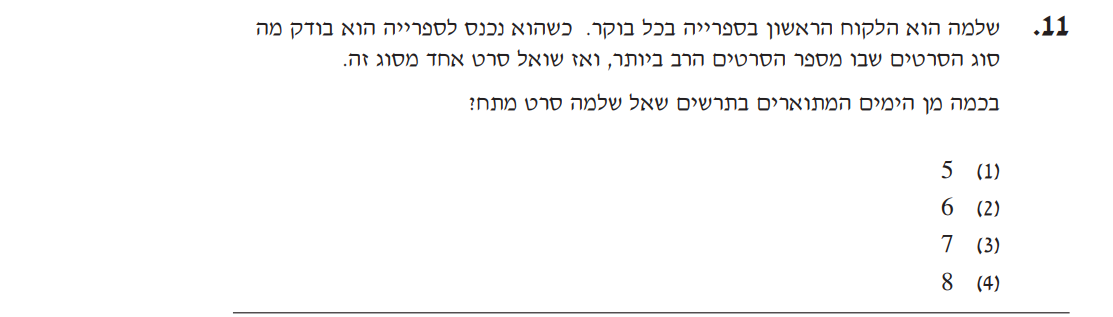 11. שלמה הוא הלקוח הראשון בספרייה בכל בוקר. כשהוא נכנס לספרייה הוא בודק מה
סוג הסרטים שבו מספר הסרטים הרב ביותר, ואז שואל סרט אחד מסוג זה.
בכמה מן הימים המתוארים בתרשים שאל שלמה סרט מתח?
(1) 5
(2) 6
(3) 7
(4) 8